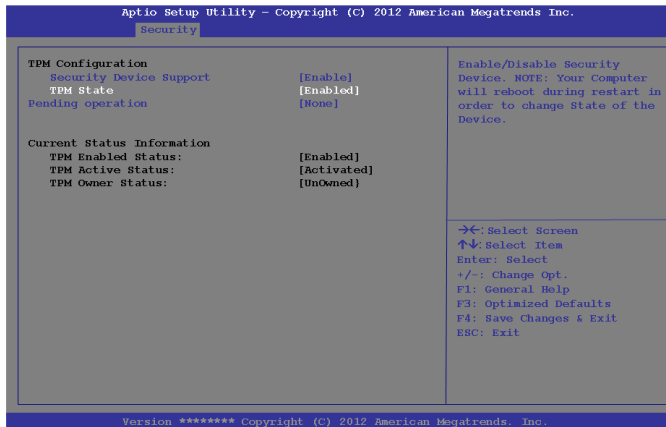 Aptio Setup Utility – Copyright (C) 2012 American Megatrends Inc.
Security
TPM Configuration
Security Device Support [Enable]
TPM State [Enabled]
Pending operation [None]
Current Status Information
TPM Enabled Status: [Enabled]
TPM Active Status: [Activated]
TPM Owner Status: [UnOwned}
Enable/Disable Security
Device. NOTE: Your Computer
will reboot during restart in
order to change State of the
Device.
→←:Select Screen
↑↓:Select Item
Enter: Select
+/-: Change Opt.
F1: General Help
F3: Optimized Defaults
F4: Save Changes & Exit
ESC: Exit
Version ******** Copyright (C) 2012 American Megatrends. Inc.